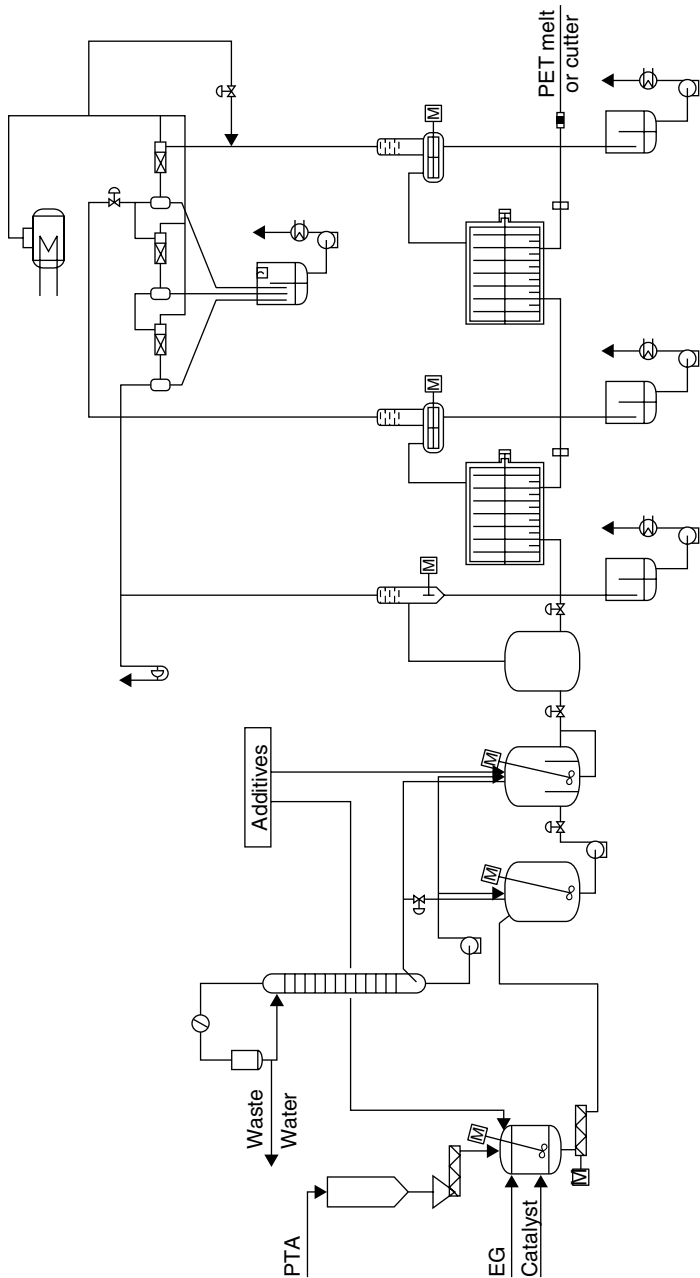 PTA
EG
Catalyst
M
M
Waste
Water
Additives
M
M
M
M
M
PET melt
or cutter